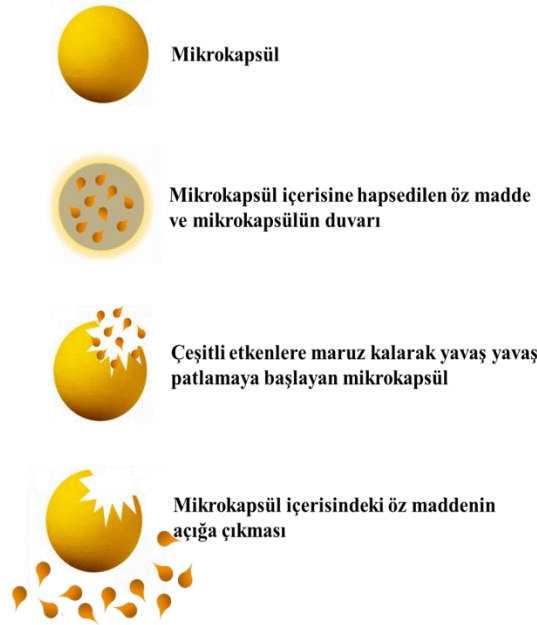 Mikrokapsül
Mikrokapsül içerisine hapsedilen öz madde
ve mikrokapsülün duvarı
Çeşitli etkenlere maruz kalarak yavaş yavaş
patlamaya başlayan mikrokapsül
Mikrokapsül içerisindeki öz maddenin
açığa çıkması